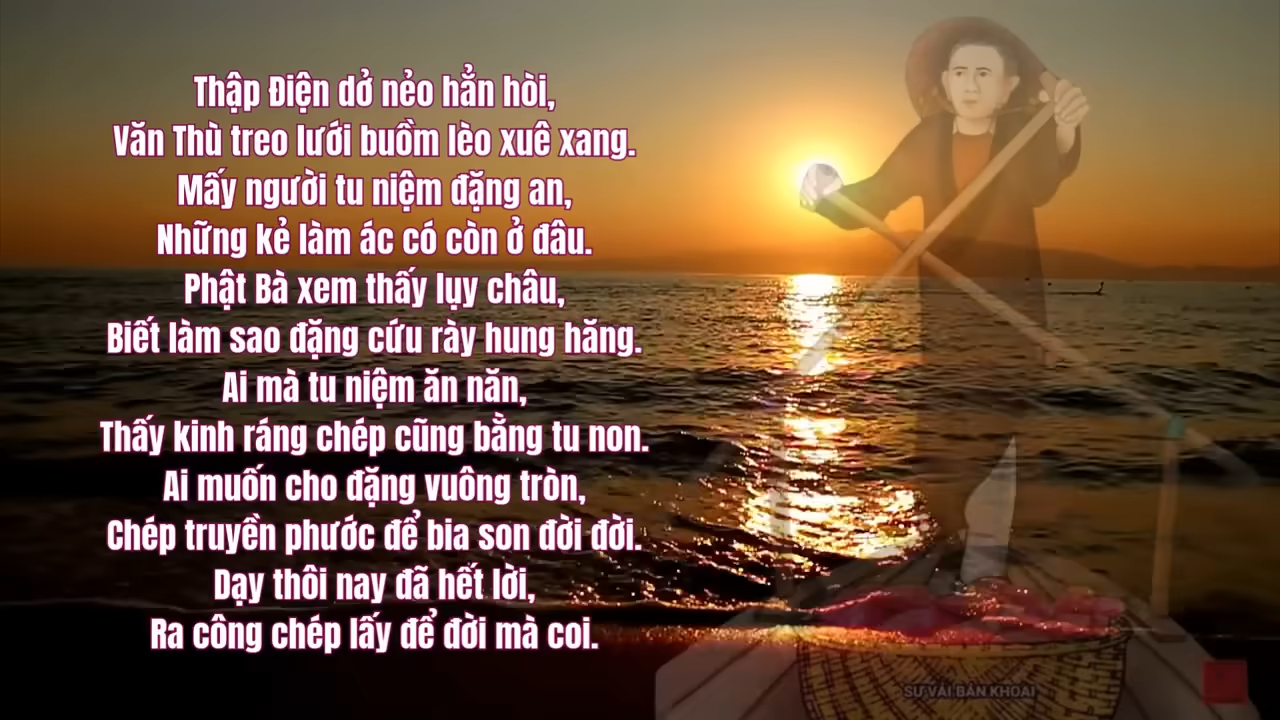 Thập Điện dở nẻo hẳn hòi,
Văn Thù treo lưới buồm lèo xuê xang.
Mấy người tu niệm đặng an,
Những kẻ làm ác có còn ở đâu.
Phật Bà xem thấy lụy châu,
Biết làm sao đặng cứu rày hung hăng.
Ai mà tu niệm ăn năn,
Thấy kinh ráng chép cũng bằng tu non.
Ai muốn cho đặng vuông tròn,
Chép truyền phước để bia son đời đời.
Dạy thôi nay đã hết lời,
Ra công chép lấy để đời mà coi.
SƯ VÃI BÁN KHOAI